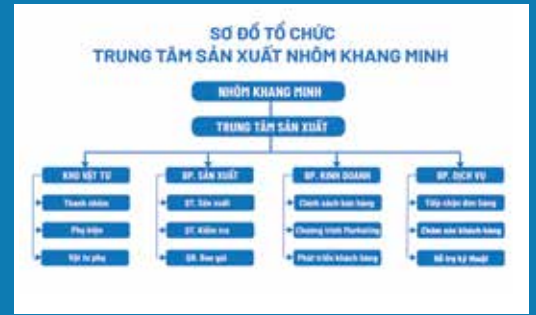 SƠ ĐỒ TỔ CHỨC
TRUNG TÂM SẢN XUẤT NHÔM KHANG MINH
NHÔM KHANG MINH
TRUNG TÂM SẢN XUẤT
KHO VẬT TƯ
Thanh nhôm
Phụ kiện
Vật tư phụ
BP. SẢN XUẤT
QT. Sản xuất
QT. Kiểm tra
QĐ. Bao gói
BP. KINH DOANH
Chính sách bán hàng
Chương trình Marketing
Phát triển khách hàng
BP. DỊCH VỤ
Tiếp nhận đơn hàng
Chăm sóc khách hàng
Hỗ trợ kỹ thuật